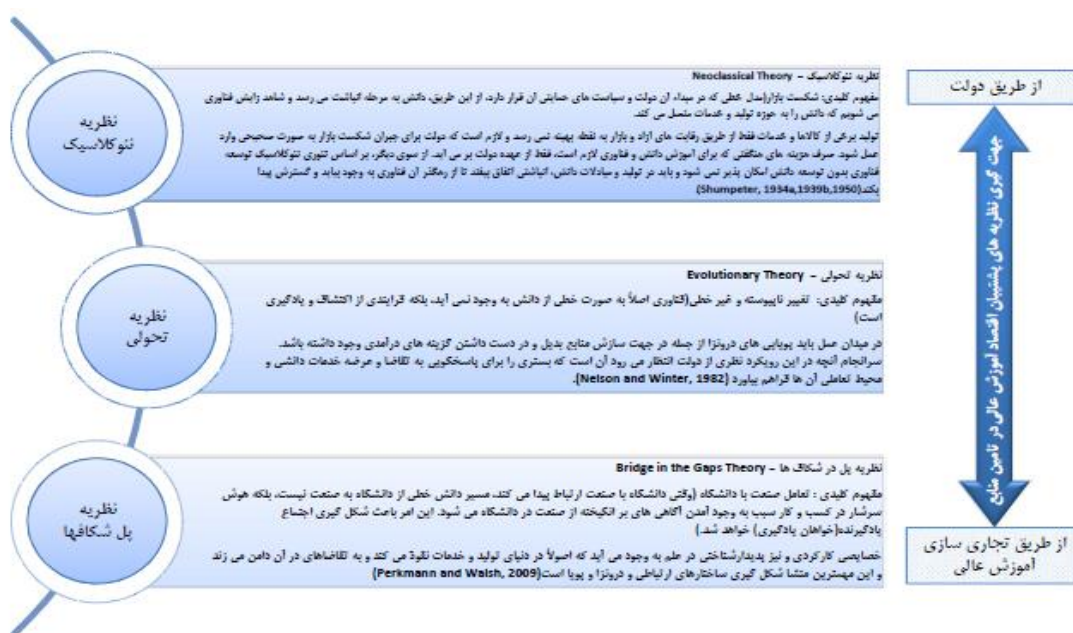 نظریه
نئوکلاسیک
نظریه نئوکلاسیک – Neoclassical Theory
مفهوم کلیدی: شکست بازار(مدل خطی که در مبداء آن دولت و سیاست های حمایتی آن قرار دارد، از این طریق، دانش به مرحله انباشت می رسد و شاهد زایش فناوری
می شویم که دانش را به حوزه تولید و خدمات متصل می کند.
تولید برخی از کالاها و خدمات فقط از طریق رقابت های آزاد و بازار به نقطه بهینه نمی رسد و لازم است که دولت برای جبران شکست بازار به صورت صحیحی وارد
عمل شود. صرف هزینه های هنگفتی که برای آموزش دانش و فناوری لازم است، فقط از عهده دولت بر می آید. از سوی دیگر، بر اساس تئوری نئوکلاسیک توسعه
فناوری بدون توسعه دانش امکان پذیر نمی شود و باید در تولید و مبادلات دانش، انباشتی اتفاق بیفتد تا از رهگذر آن فناوری به وجود بیاید و گسترش پیدا
بکند(Shumpeter, 1934a,1939b,1950)
نظریه
تحولی
نظریه تحولی – Evolutionary Theory
مفهوم کلیدی: تغییر ناپیوسته و غیر خطی(فناوری اصلاً به صورت خطی از دانش به وجود نمی آید، بلکه فرایندی از اکتشاف و یادگیری
است)
در میدان عمل باید پویایی های درونزا از جمله در جهت سازش منابع بدیل و در دست داشتن گزینه های درآمدی وجود داشته باشد.
سرانجام آنچه در این رویکرد نظری از دولت انتظار می رود آن است که بستری را برای پاسخگویی به تقاضا و عرضه خدمات دانشی و
محیط تعاملی آن ها فراهم بیاورد (Nelson and Winter, 1982).
نظریه
پل شکافها
نظریه پل در شکاف ها – Bridge in the Gaps Theory
مفهوم کلیدی : تعامل صنعت با دانشگاه (وقتی دانشگاه با صنعت ارتباط پیدا می کند، مسیر دانش خطی از دانشگاه به صنعت نیست، بلکه هوش
سرشار در کسب و کار سبب به وجود آمدن آگاهی های بر انگیخته از صنعت در دانشگاه می شود. این امر باعث شکل گیری اجتماع
یادگیرنده(خواهان یادگیری) خواهد شد.)
خصایصی کارکردی و نیز پدیدارشناختی در علم به وجود می آید که اصولاً در دنیای تولید و خدمات نفوذ می کند و به تقاضاهای در آن دامن می زند
و این مهمترین منشا شکل گیری ساختارهای ارتباطی و درونزا و پویا است(Perkmann and Walsh, 2009)
از طریق دولت
جهت گیری نظریه های پشتیبان اقتصاد آموزش عالی در تامین منابع
از طریق تجاری سازی
آموزش عالی